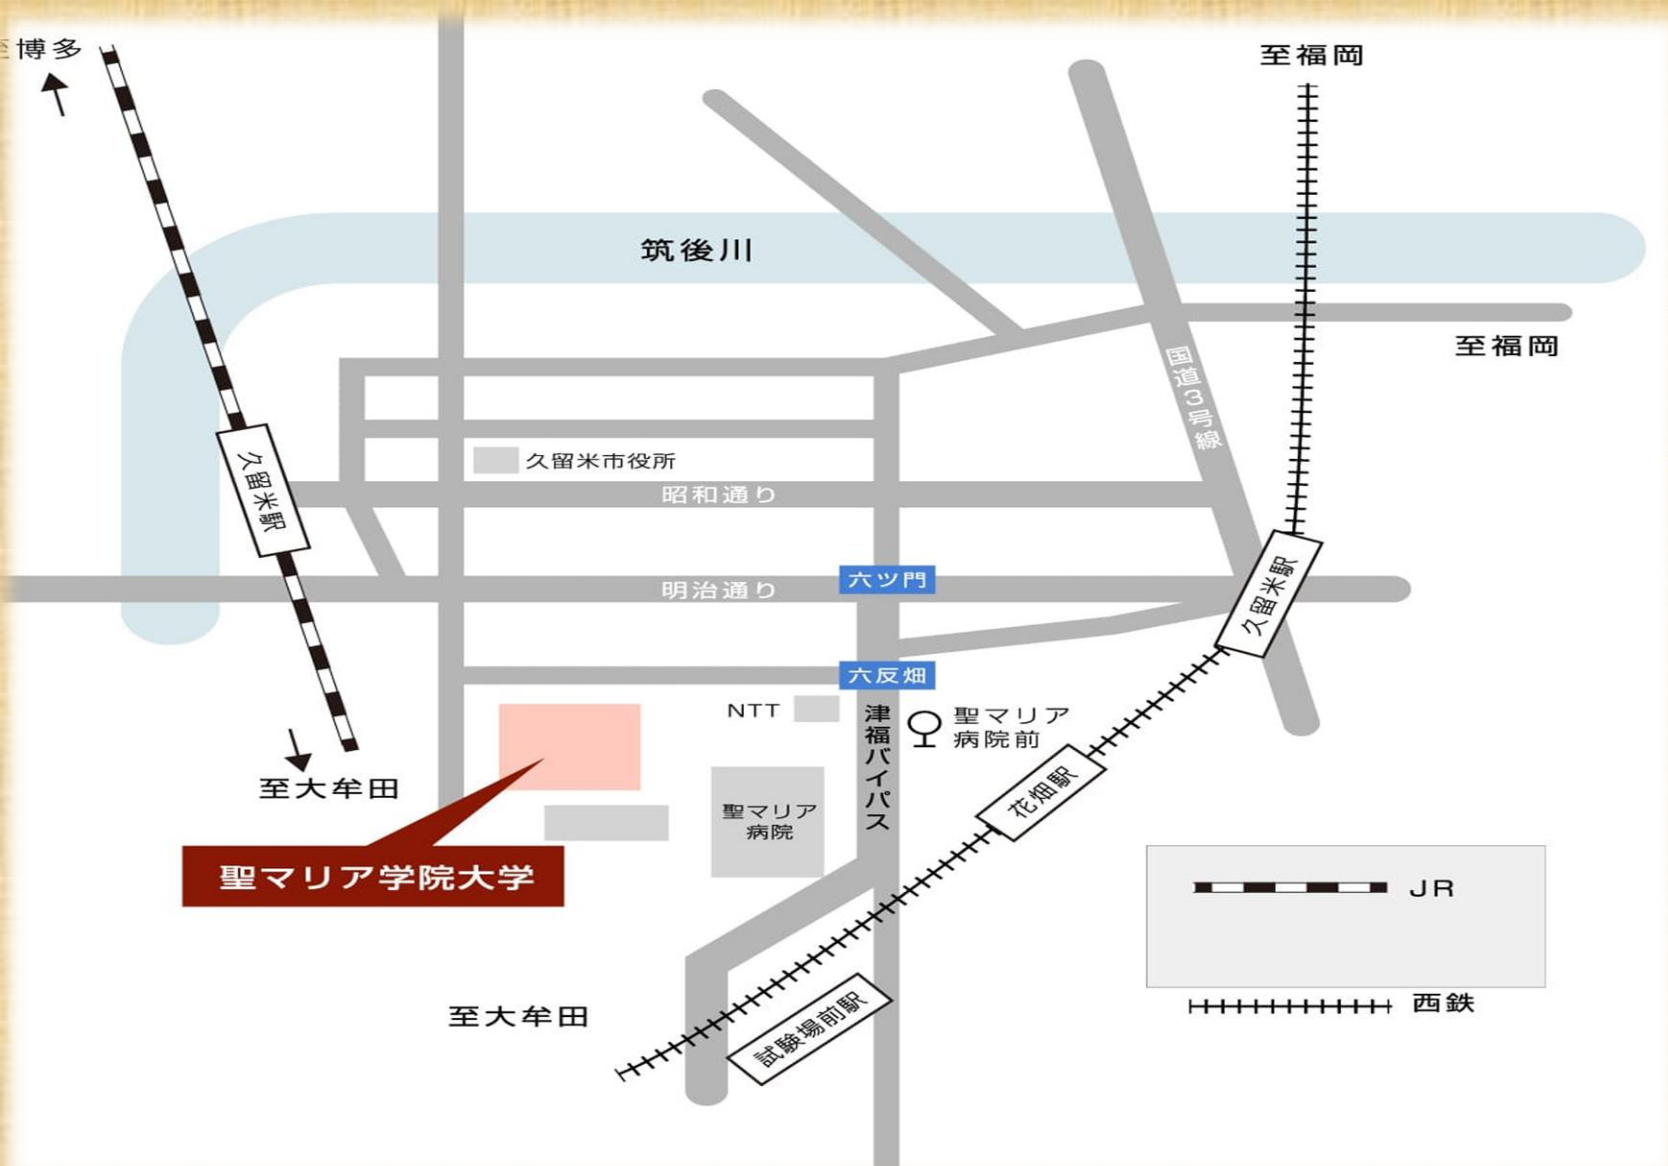 至博多
至福岡
筑後川
至福岡
国道3号線
久留米駅
久留米市役所
昭和通り
六ツ門
明治通り
久留米駅
六反畑
NTT
津福バイパス
聖マリア
病院前
花畑駅
至大牟田
聖マリア
病院
聖マリア学院大学
JR
西鉄
至大牟田
試験場前駅